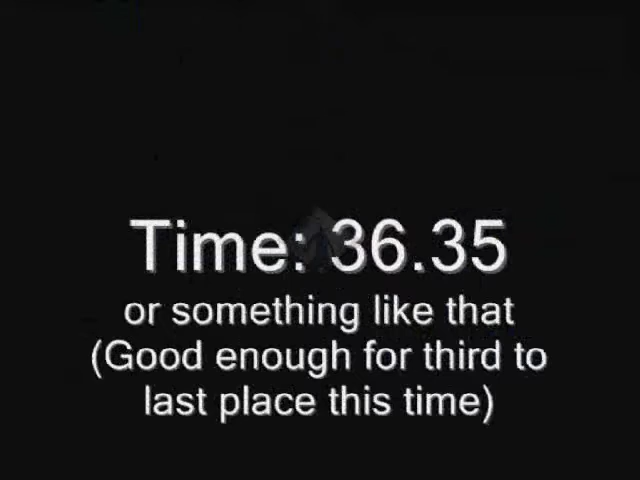 Time: 36.35
or something like that
(Good enough for third to
last place this time)